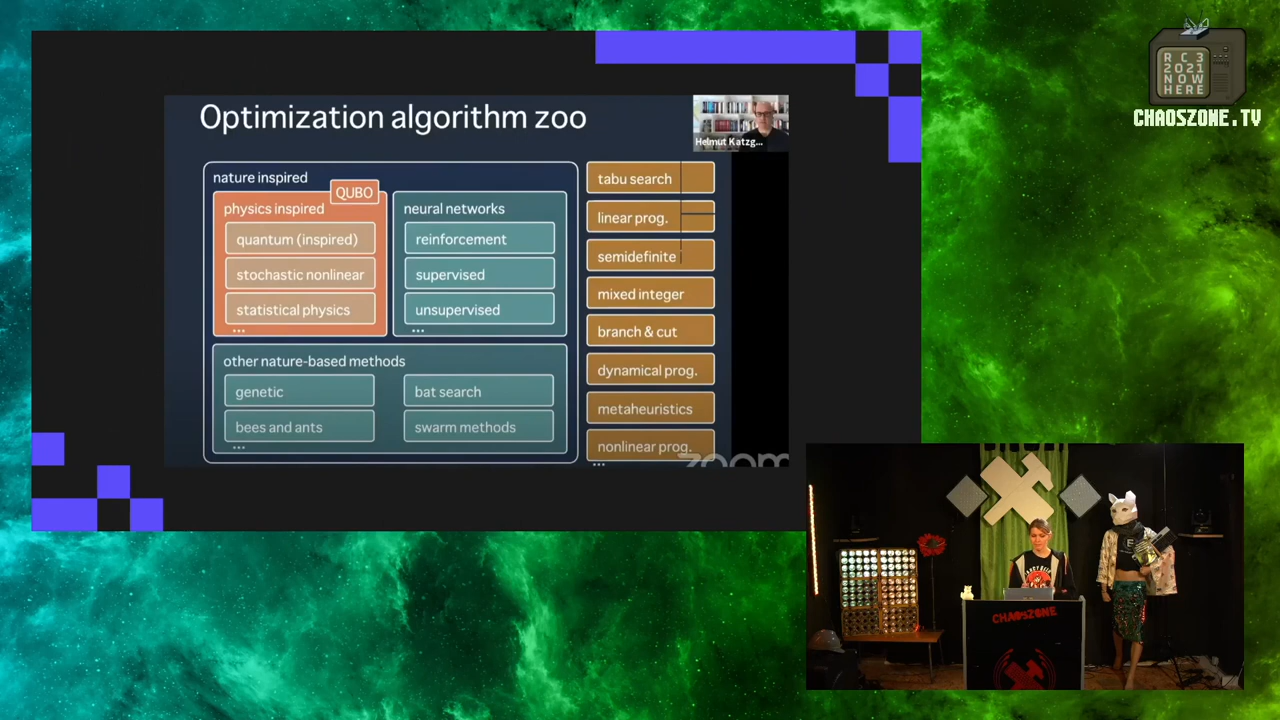 Optimization algorithm zoo
Helmut Katzg...
nature inspired
QUBO
physics inspired
quantum (inspired)
stochastic nonlinear
statistical physics
...
neural networks
reinforcement
supervised
unsupervised
...
other nature-based methods
genetic
bat search
bees and ants
swarm methods
...
tabu search
linear prog.
semidefinite
mixed integer
branch & cut
dynamical prog.
metaheuristics
nonlinear prog.
...
zoom
RC3
2021
NOW
HERE
CHAOSZONE.TV
CHAOSZONE